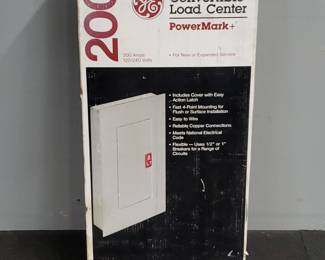 200
GE
Convertible
Load Center
PowerMark+
200 Amps
120/240 Volts
• For New or Expanded Service
• Includes Cover with Easy
Action Latch
• Fast 4-Point Mounting for
Flush or Surface Installation
• Easy to Wire
• Reliable Copper Connections
• Meets National Electrical
Code
• Flexible — Uses 1/2" or 1"
Breakers for a Range of
Circuits